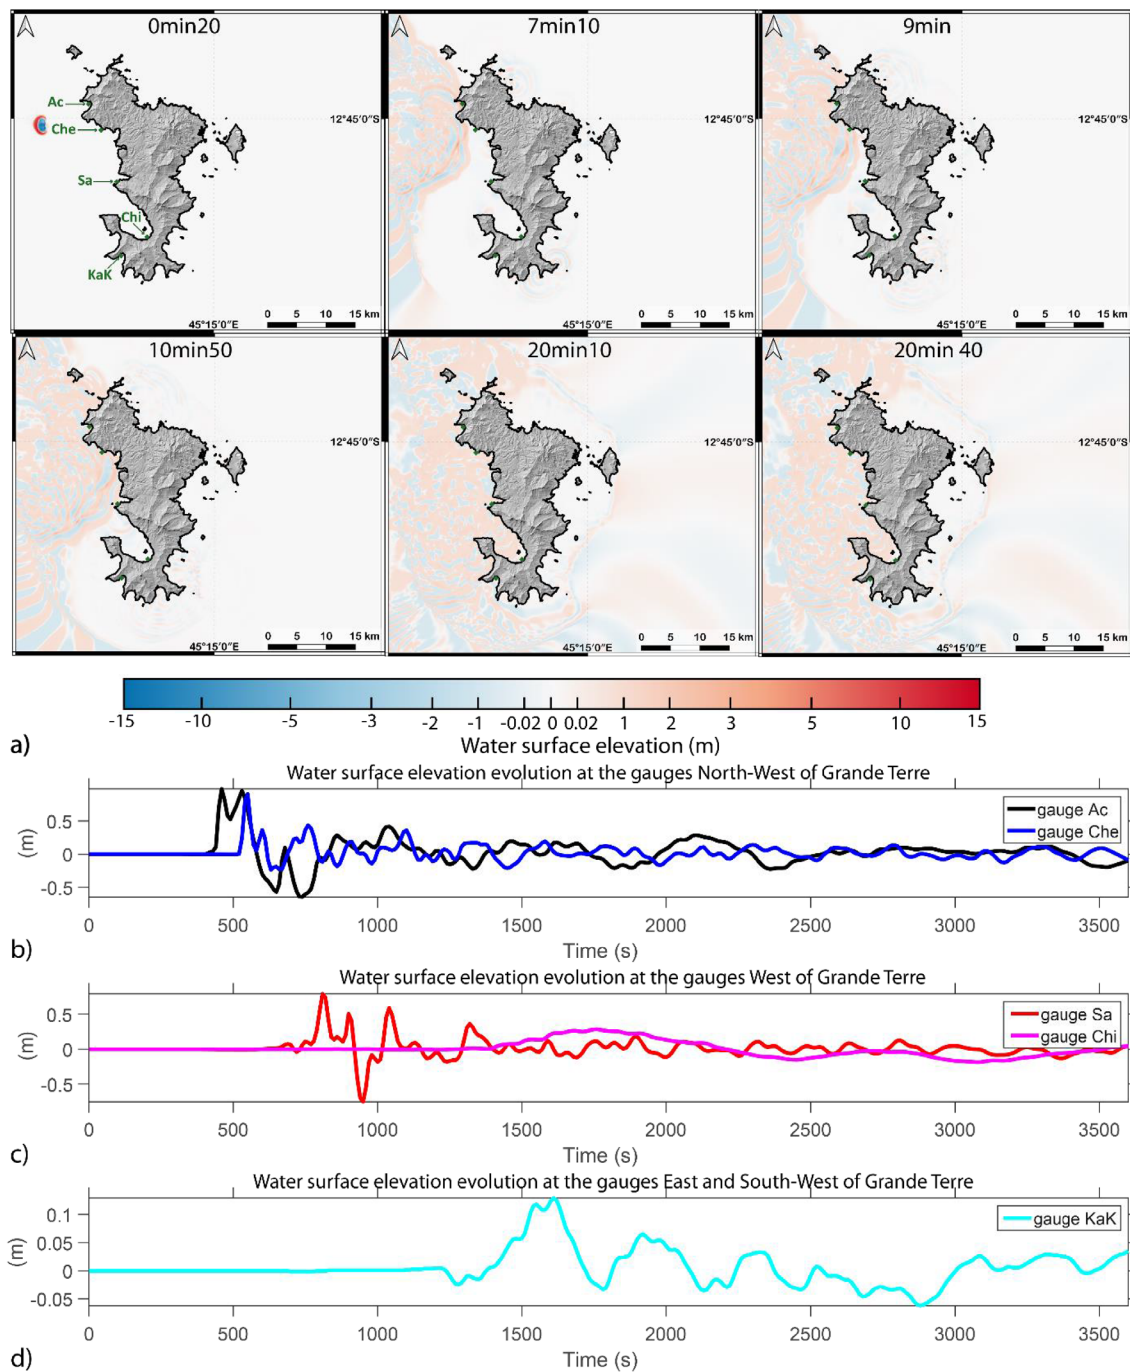 0min20 7min10 9min
Ac
12°45'0"S 12°45'0"S 12°45'0"S
Che
Sa
Chi
KaK
0 5 10 15 km 0 5 10 15 km 0 5 10 15 km
45°15'0"E 45°15'0"E 45°15'0"E
10min50 20min10 20min 40
12°45'0"S 12°45'0"S 12°45'0"S
0 5 10 15 km 0 5 10 15 km 0 5 10 15 km
45°15'0"E 45°15'0"E 45°15'0"E
-15 -10 -5 -3 -2 -1 -0.02 0 0.02 1 2 3 5 10 15
a) Water surface elevation (m)
Water surface elevation evolution at the gauges North-West of Grande Terre
gauge Ac
gauge Che
0.5
0
-0.5
(m)
0 500 1000 1500 2000 2500 3000 3500
b) Time (s)
Water surface elevation evolution at the gauges West of Grande Terre
gauge Sa
gauge Chi
0.5
0
-0.5
(m)
0 500 1000 1500 2000 2500 3000 3500
c) Time (s)
Water surface elevation evolution at the gauges East and South-West of Grande Terre
gauge KaK
0.1
0.05
0
-0.05
(m)
0 500 1000 1500 2000 2500 3000 3500
d) Time (s)